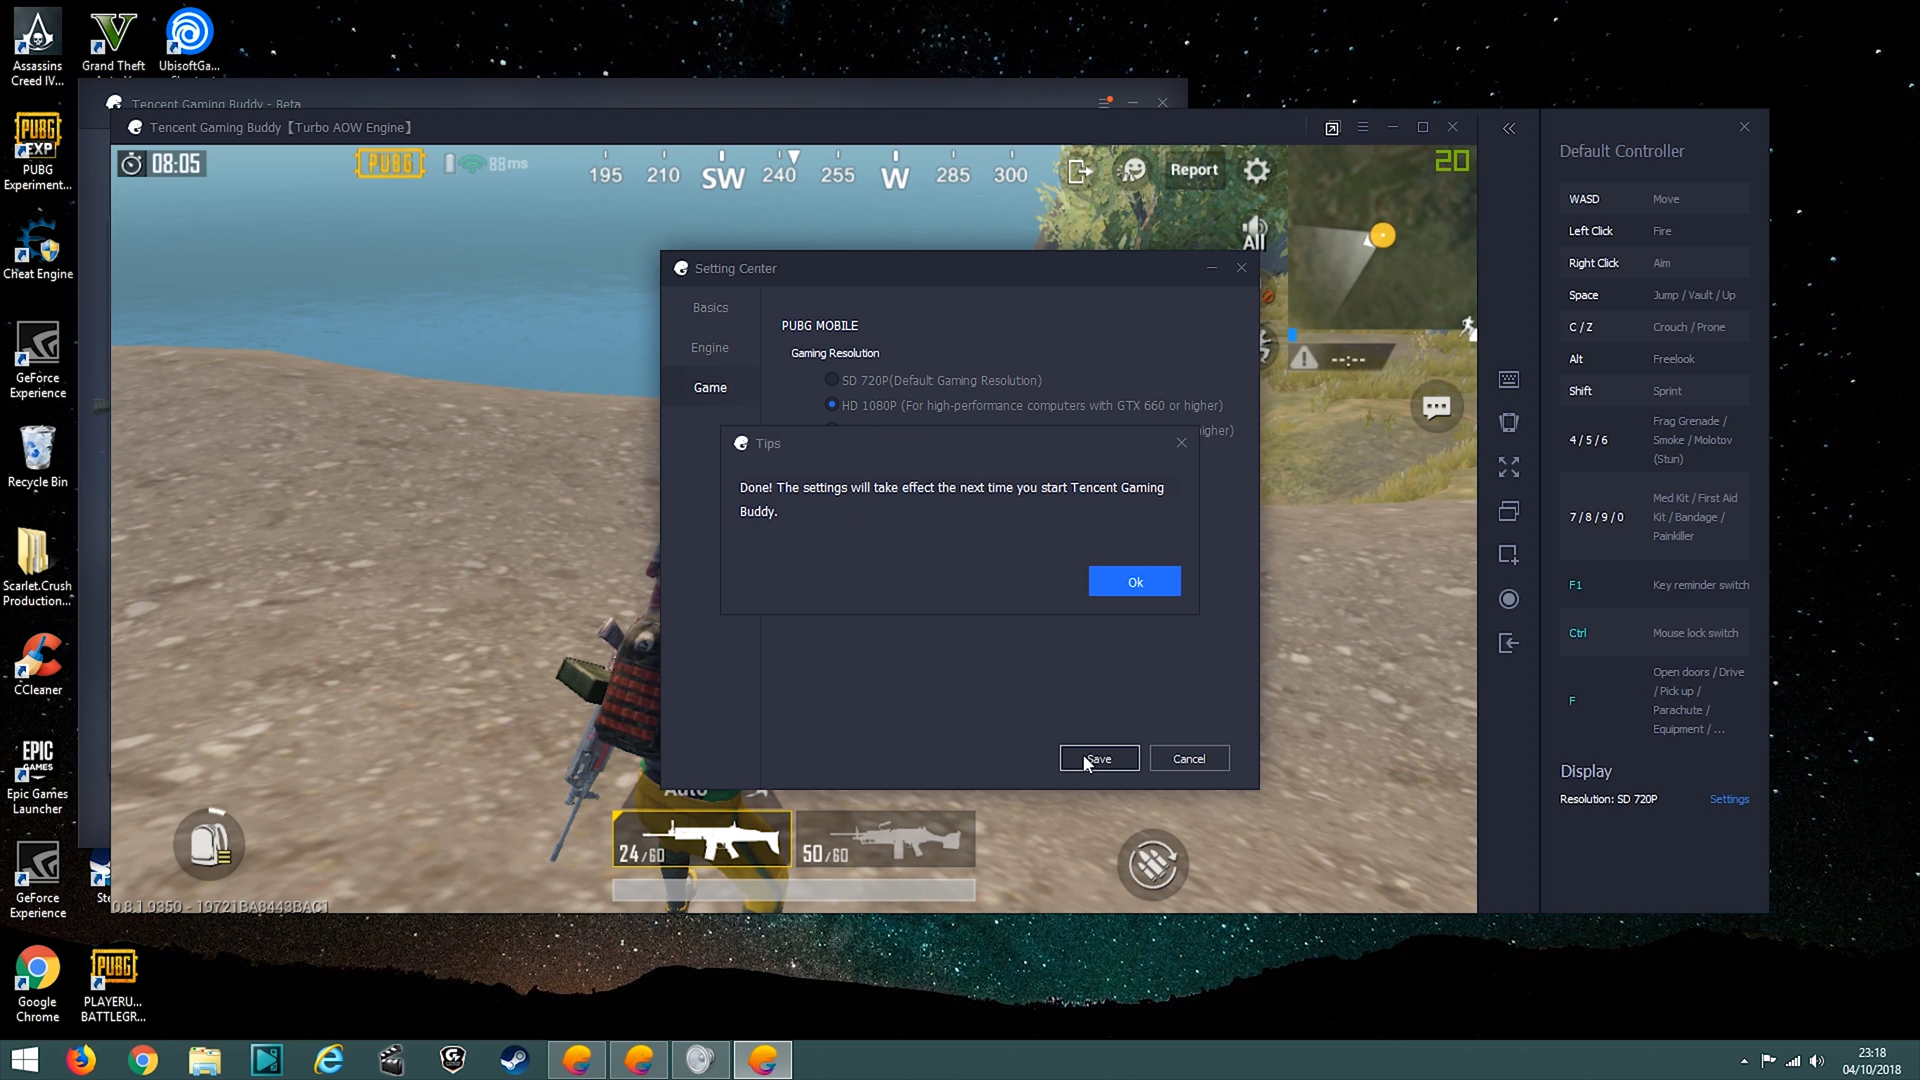 Assassins
Creed IV...
Grand Theft
UbisoftGa...
PUBG
EXP
PUBG
Experiment...
Cheat Engine
GeForce
Experience
Recycle Bin
Scarlet.Crush
Production...
CCleaner
EPIC
GAMES
Epic Games
Launcher
GeForce
Experience
Ste
Google
Chrome
PUBG
PLAYERU...
BATTLEGR...
Tencent Gaming Buddy - Beta
Tencent Gaming Buddy【Turbo AOW Engine】
08:05
PUBG
88ms
195 210 SW 240 255 W 285 300
Report
20
All
--:--
Setting Center
Basics
Engine
Game
PUBG MOBILE
Gaming Resolution
SD 720P(Default Gaming Resolution)
HD 1080P (For high-performance computers with GTX 660 or higher)
igher)
Tips
Done! The settings will take effect the next time you start Tencent Gaming
Buddy.
Ok
Save
Cancel
Auto
24/60
50/60
0.8.1.9350 - 19721BA8443BAC1
Default Controller
WASD Move
Left Click Fire
Right Click Aim
Space Jump / Vault / Up
C / Z Crouch / Prone
Alt Freelook
Shift Sprint
4 / 5 / 6 Frag Grenade /
Smoke / Molotov
(Stun)
7 / 8 / 9 / 0 Med Kit / First Aid
Kit / Bandage /
Painkiller
F1 Key reminder switch
Ctrl Mouse lock switch
F Open doors / Drive
/ Pick up /
Parachute /
Equipment / ...
Display
Resolution: SD 720P Settings
23:18
04/10/2018